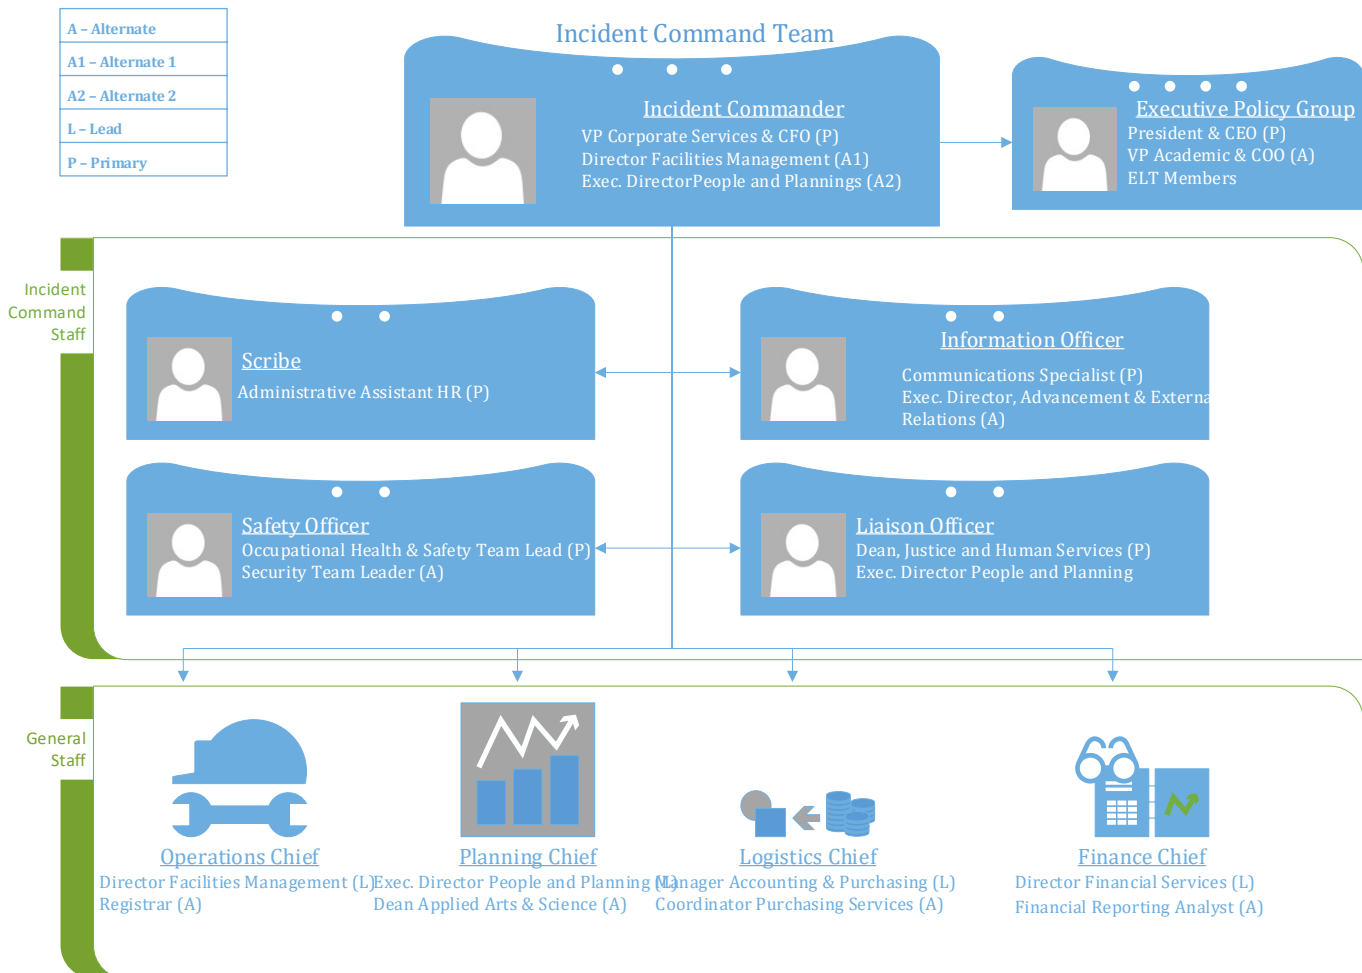 A – Alternate
A1 – Alternate 1
A2 – Alternate 2
L – Lead
P – Primary
Incident Command Team
Incident Commander
VP Corporate Services & CFO (P)
Director Facilities Management (A1)
Exec. DirectorPeople and Plannings (A2)
Executive Policy Group
President & CEO (P)
VP Academic & COO (A)
ELT Members
Incident
Command
Staff
Scribe
Administrative Assistant HR (P)
Information Officer
Communications Specialist (P)
Exec. Director, Advancement & Externa
Relations (A)
Safety Officer
Occupational Health & Safety Team Lead (P)
Security Team Leader (A)
Liaison Officer
Dean, Justice and Human Services (P)
Exec. Director People and Planning
General
Staff
Operations Chief
Director Facilities Management (L)
Registrar (A)
Planning Chief
Exec. Director People and Planning (L)
Dean Applied Arts & Science (A)
Logistics Chief
Manager Accounting & Purchasing (L)
Coordinator Purchasing Services (A)
Finance Chief
Director Financial Services (L)
Financial Reporting Analyst (A)